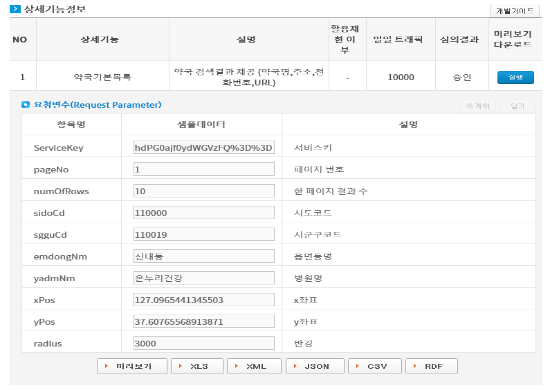 상세기능정보
개발가이드
NO 상세기능 설명 활용제한 여부 일일 트래픽 심의결과 미리보기 다운로드
1 약국기본목록 약국 검색결과 제공 (약국명,주소,전화번호,URL) - 10000 승인 실행
요청변수(Request Parameter)
닫기
항목명 샘플데이터 설명
ServiceKey hdPG0ajf0ydWGVzFQ%3D%3D 서비스키
pageNo 1 페이지 번호
numOfRows 10 한 페이지 결과 수
sidoCd 110000 시도코드
sgguCd 110019 시군구코드
emdongNm 신내동 읍면동명
yadmNm 온누리건강 병원명
xPos 127.0965441345503 x좌표
yPos 37.60765568913871 y좌표
radius 3000 반경
미리보기 XLS XML JSON CSV RDF